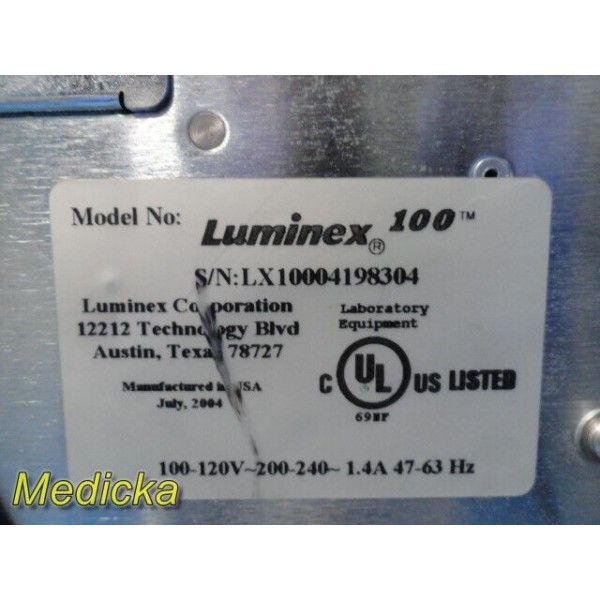 Model No: Luminex® 100™
S/N:LX10004198304
Luminex Corporation
12212 Technology Blvd
Austin, Texas 78727
Manufactured in USA
July, 2004
Laboratory
Equipment
C UL US LISTED
69NF
100-120V~200-240~ 1.4A 47-63 Hz
Medicka